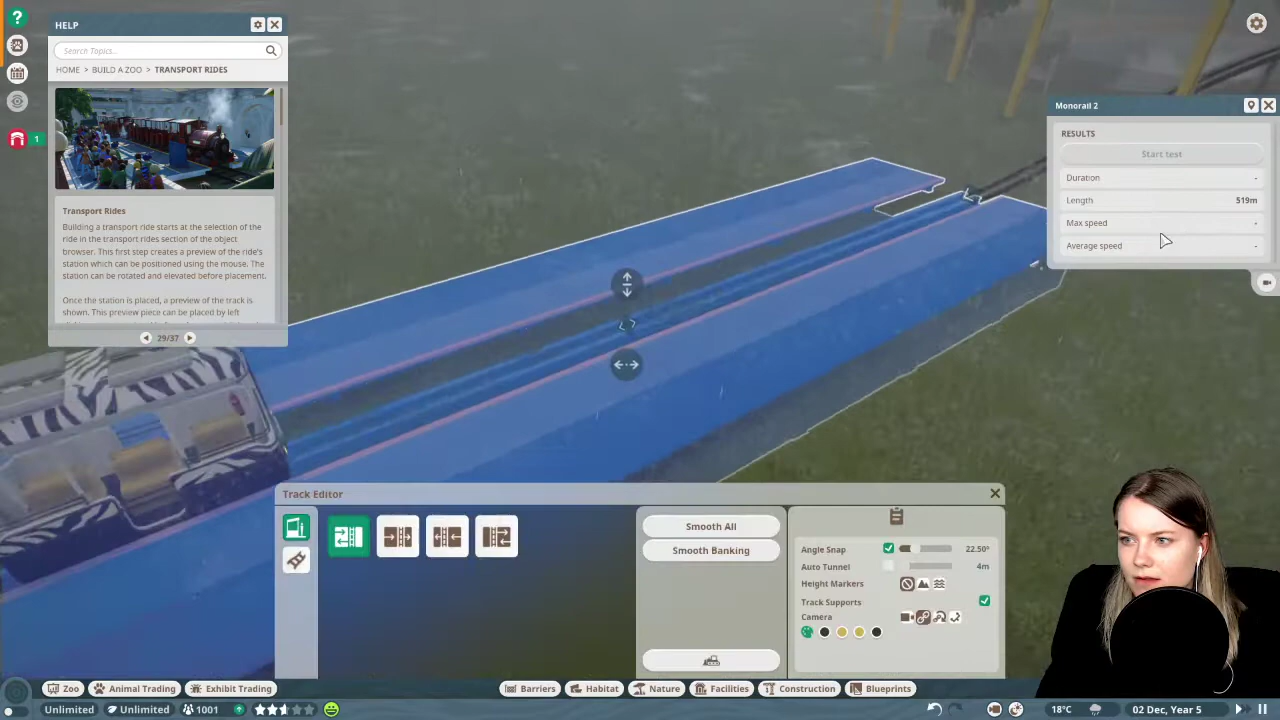 HELP
Search Topics...
HOME > BUILD A ZOO > TRANSPORT RIDES
1
Transport Rides
Building a transport ride starts at the selection of the
ride in the transport rides section of the object
browser. This first step creates a preview of the ride's
station which can be positioned using the mouse. The
station can be rotated and elevated before placement.
Once the station is placed, a preview of the track is
shown. This preview piece can be placed by left
29/37
Monorail 2
RESULTS
Start test
Duration -
Length 519m
Max speed -
Average speed -
Track Editor
Smooth All
Smooth Banking
Angle Snap 22.50°
Auto Tunnel 4m
Height Markers
Track Supports
Camera
Zoo Animal Trading Exhibit Trading Barriers Habitat Nature Facilities Construction Blueprints
Unlimited Unlimited 1001 18°C 02 Dec, Year 5